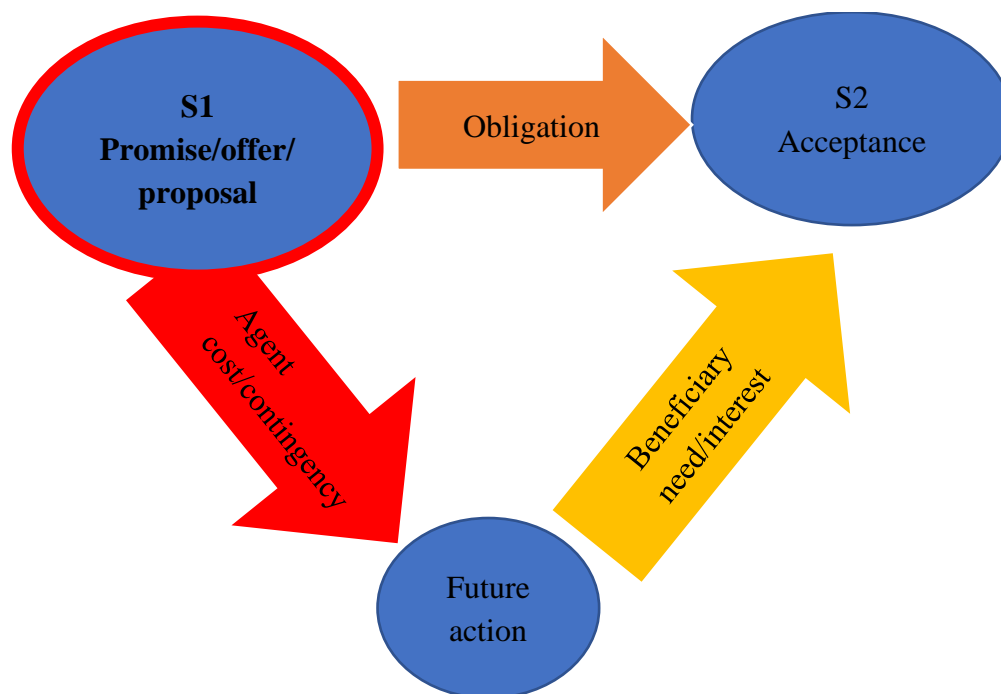 S1
Promise/offer/
proposal
Obligation
S2
Acceptance
Agent
cost/contingency
Beneficiary
need/interest
Future
action